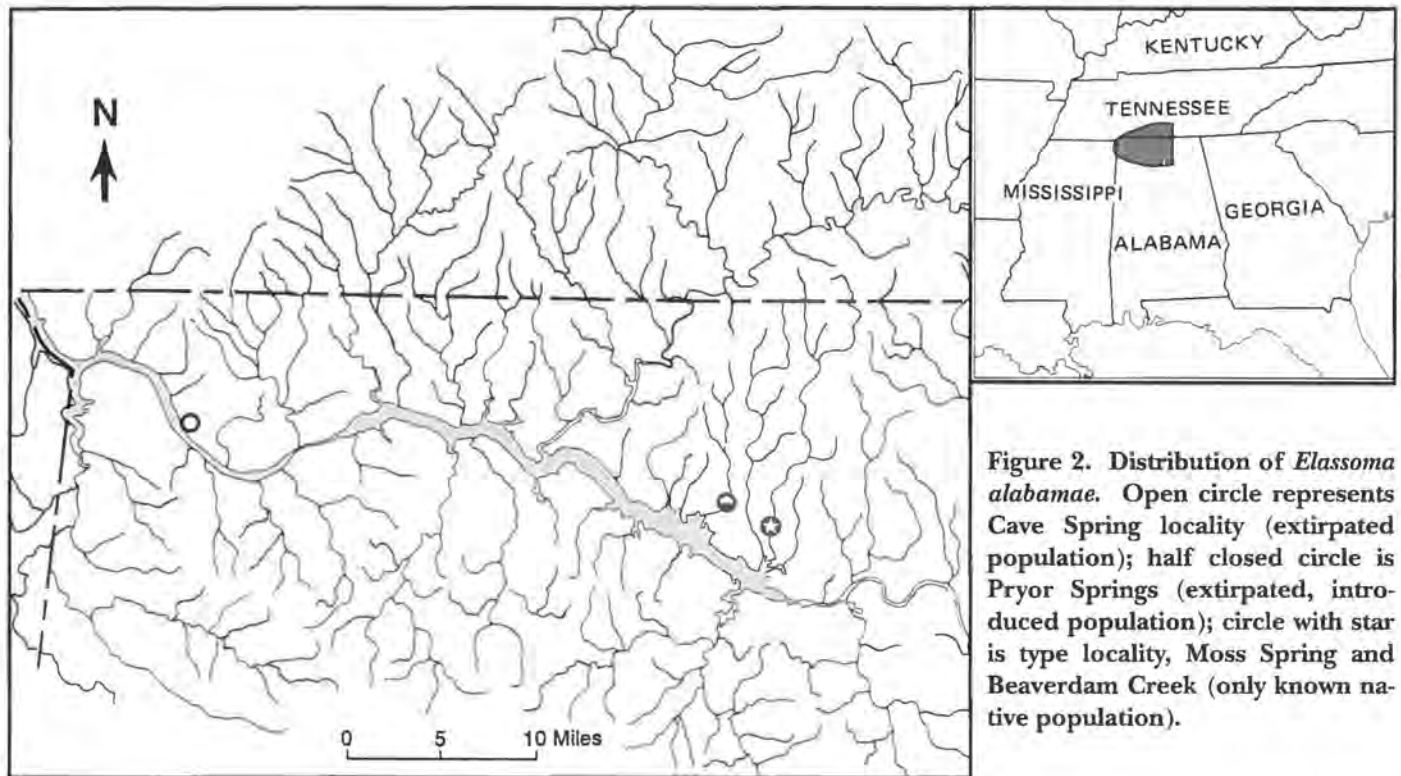 N
0 5 10 Miles
KENTUCKY
TENNESSEE
MISSISSIPPI
GEORGIA
ALABAMA
Figure 2. Distribution of Elassoma
alabamae. Open circle represents
Cave Spring locality (extirpated
population); half closed circle is
Pryor Springs (extirpated, intro-
duced population); circle with star
is type locality, Moss Spring and
Beaverdam Creek (only known na-
tive population).